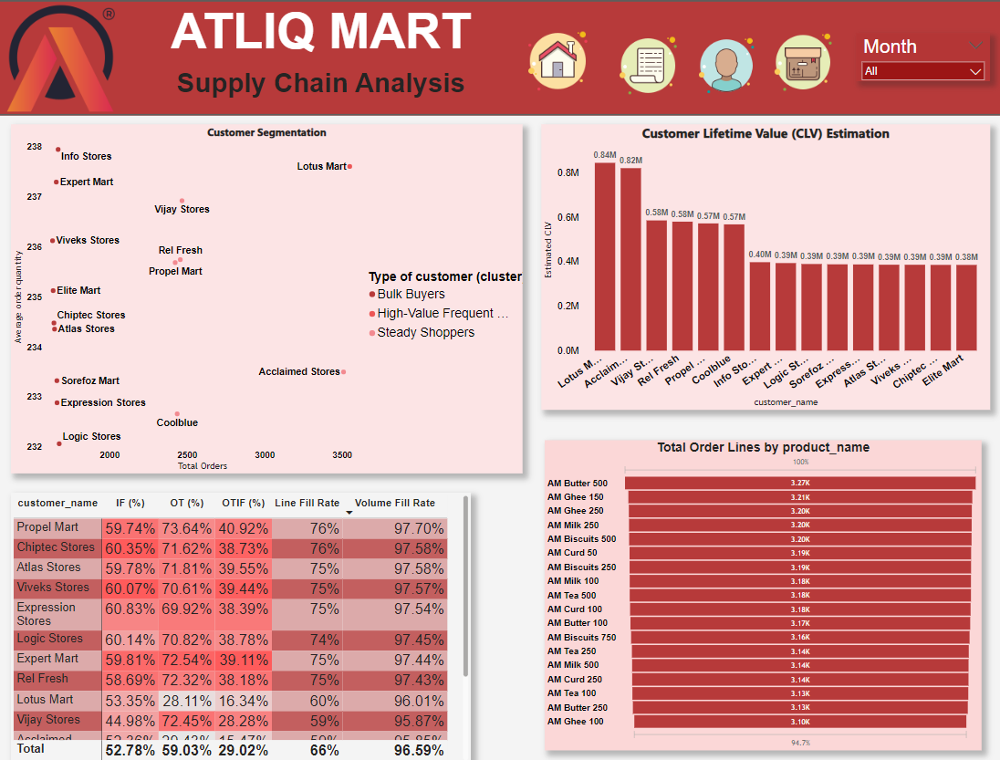 ®
ATLIQ MART
Supply Chain Analysis
Month
All
Customer Segmentation
238
237
236
235
234
233
232
Average order quantity
Info Stores
Lotus Mart
Expert Mart
Vijay Stores
Viveks Stores
Rel Fresh
Propel Mart
Elite Mart
Chiptec Stores
Atlas Stores
Acclaimed Stores
Sorefoz Mart
Expression Stores
Coolblue
Logic Stores
2000 2500 3000 3500
Total Orders
Type of customer (cluster
Bulk Buyers
High-Value Frequent …
Steady Shoppers
Customer Lifetime Value (CLV) Estimation
0.8M
0.6M
0.4M
0.2M
0.0M
Estimated CLV
0.84M 0.82M 0.58M 0.58M 0.57M 0.57M 0.40M 0.39M 0.39M 0.39M 0.39M 0.39M 0.39M 0.39M 0.38M
Lotus M... Acclaim... Vijay St... Rel Fresh Propel ... Coolblue Info Sto... Expert ... Logic St... Sorefoz ... Express... Atlas St... Viveks ... Chiptec ... Elite Mart
customer_name
customer_name IF (%) OT (%) OTIF (%) Line Fill Rate Volume Fill Rate
Propel Mart 59.74% 73.64% 40.92% 76% 97.70%
Chiptec Stores 60.35% 71.62% 38.73% 76% 97.58%
Atlas Stores 59.78% 71.81% 39.55% 75% 97.58%
Viveks Stores 60.07% 70.61% 39.44% 75% 97.57%
Expression 60.83% 69.92% 38.39% 75% 97.54%
Stores
Logic Stores 60.14% 70.82% 38.78% 74% 97.45%
Expert Mart 59.81% 72.54% 39.11% 75% 97.44%
Rel Fresh 58.69% 72.32% 38.18% 75% 97.43%
Lotus Mart 53.35% 28.11% 16.34% 60% 96.01%
Vijay Stores 44.98% 72.45% 28.28% 59% 95.87%
Acclaimed
Total 52.78% 59.03% 29.02% 66% 96.59%
Total Order Lines by product_name
100%
AM Butter 500 3.27K
AM Ghee 150 3.21K
AM Ghee 250 3.20K
AM Milk 250 3.20K
AM Biscuits 500 3.20K
AM Curd 50 3.19K
AM Biscuits 250 3.19K
AM Milk 100 3.18K
AM Tea 500 3.18K
AM Curd 100 3.18K
AM Butter 100 3.17K
AM Biscuits 750 3.16K
AM Tea 250 3.14K
AM Milk 500 3.14K
AM Curd 250 3.14K
AM Tea 100 3.13K
AM Butter 250 3.13K
AM Ghee 100 3.10K
94.7%